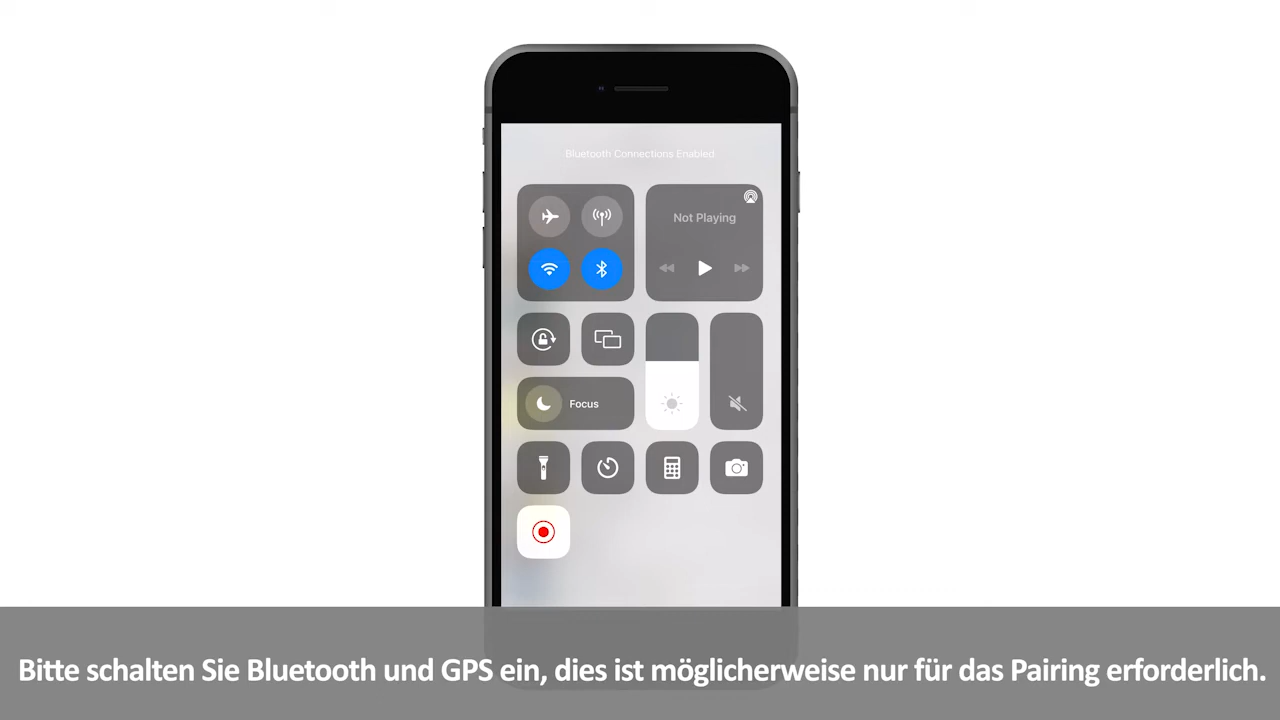 Bluetooth Connections Enabled
Not Playing
Focus
Bitte schalten Sie Bluetooth und GPS ein, dies ist möglicherweise nur für das Pairing erforderlich.